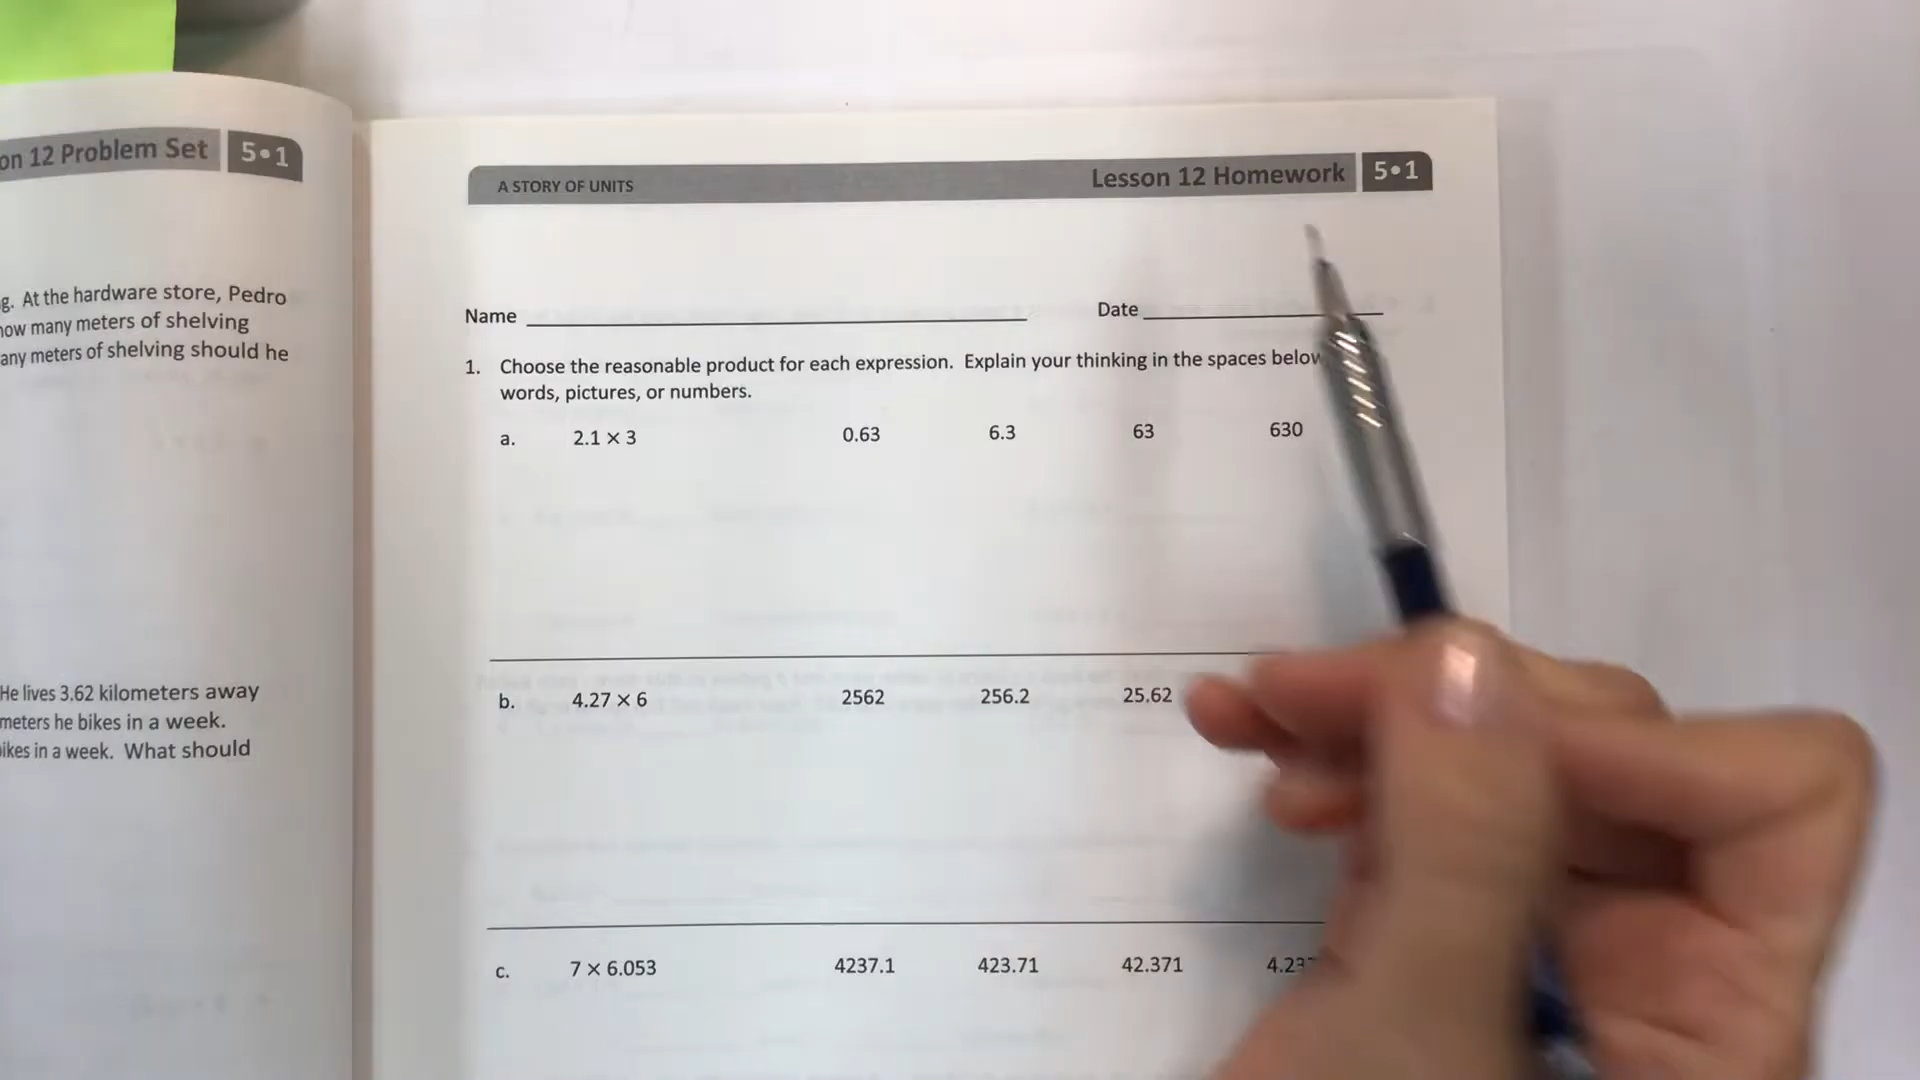 on 12 Problem Set 5•1
g. At the hardware store, Pedro
how many meters of shelving
any meters of shelving should he
He lives 3.62 kilometers away
meters he bikes in a week.
bikes in a week. What should
A STORY OF UNITS Lesson 12 Homework 5•1
Name Date
1. Choose the reasonable product for each expression. Explain your thinking in the spaces below
words, pictures, or numbers.
a. 2.1 × 3 0.63 6.3 63 630
b. 4.27 × 6 2562 256.2 25.62
c. 7 × 6.053 4237.1 423.71 42.371 4.237